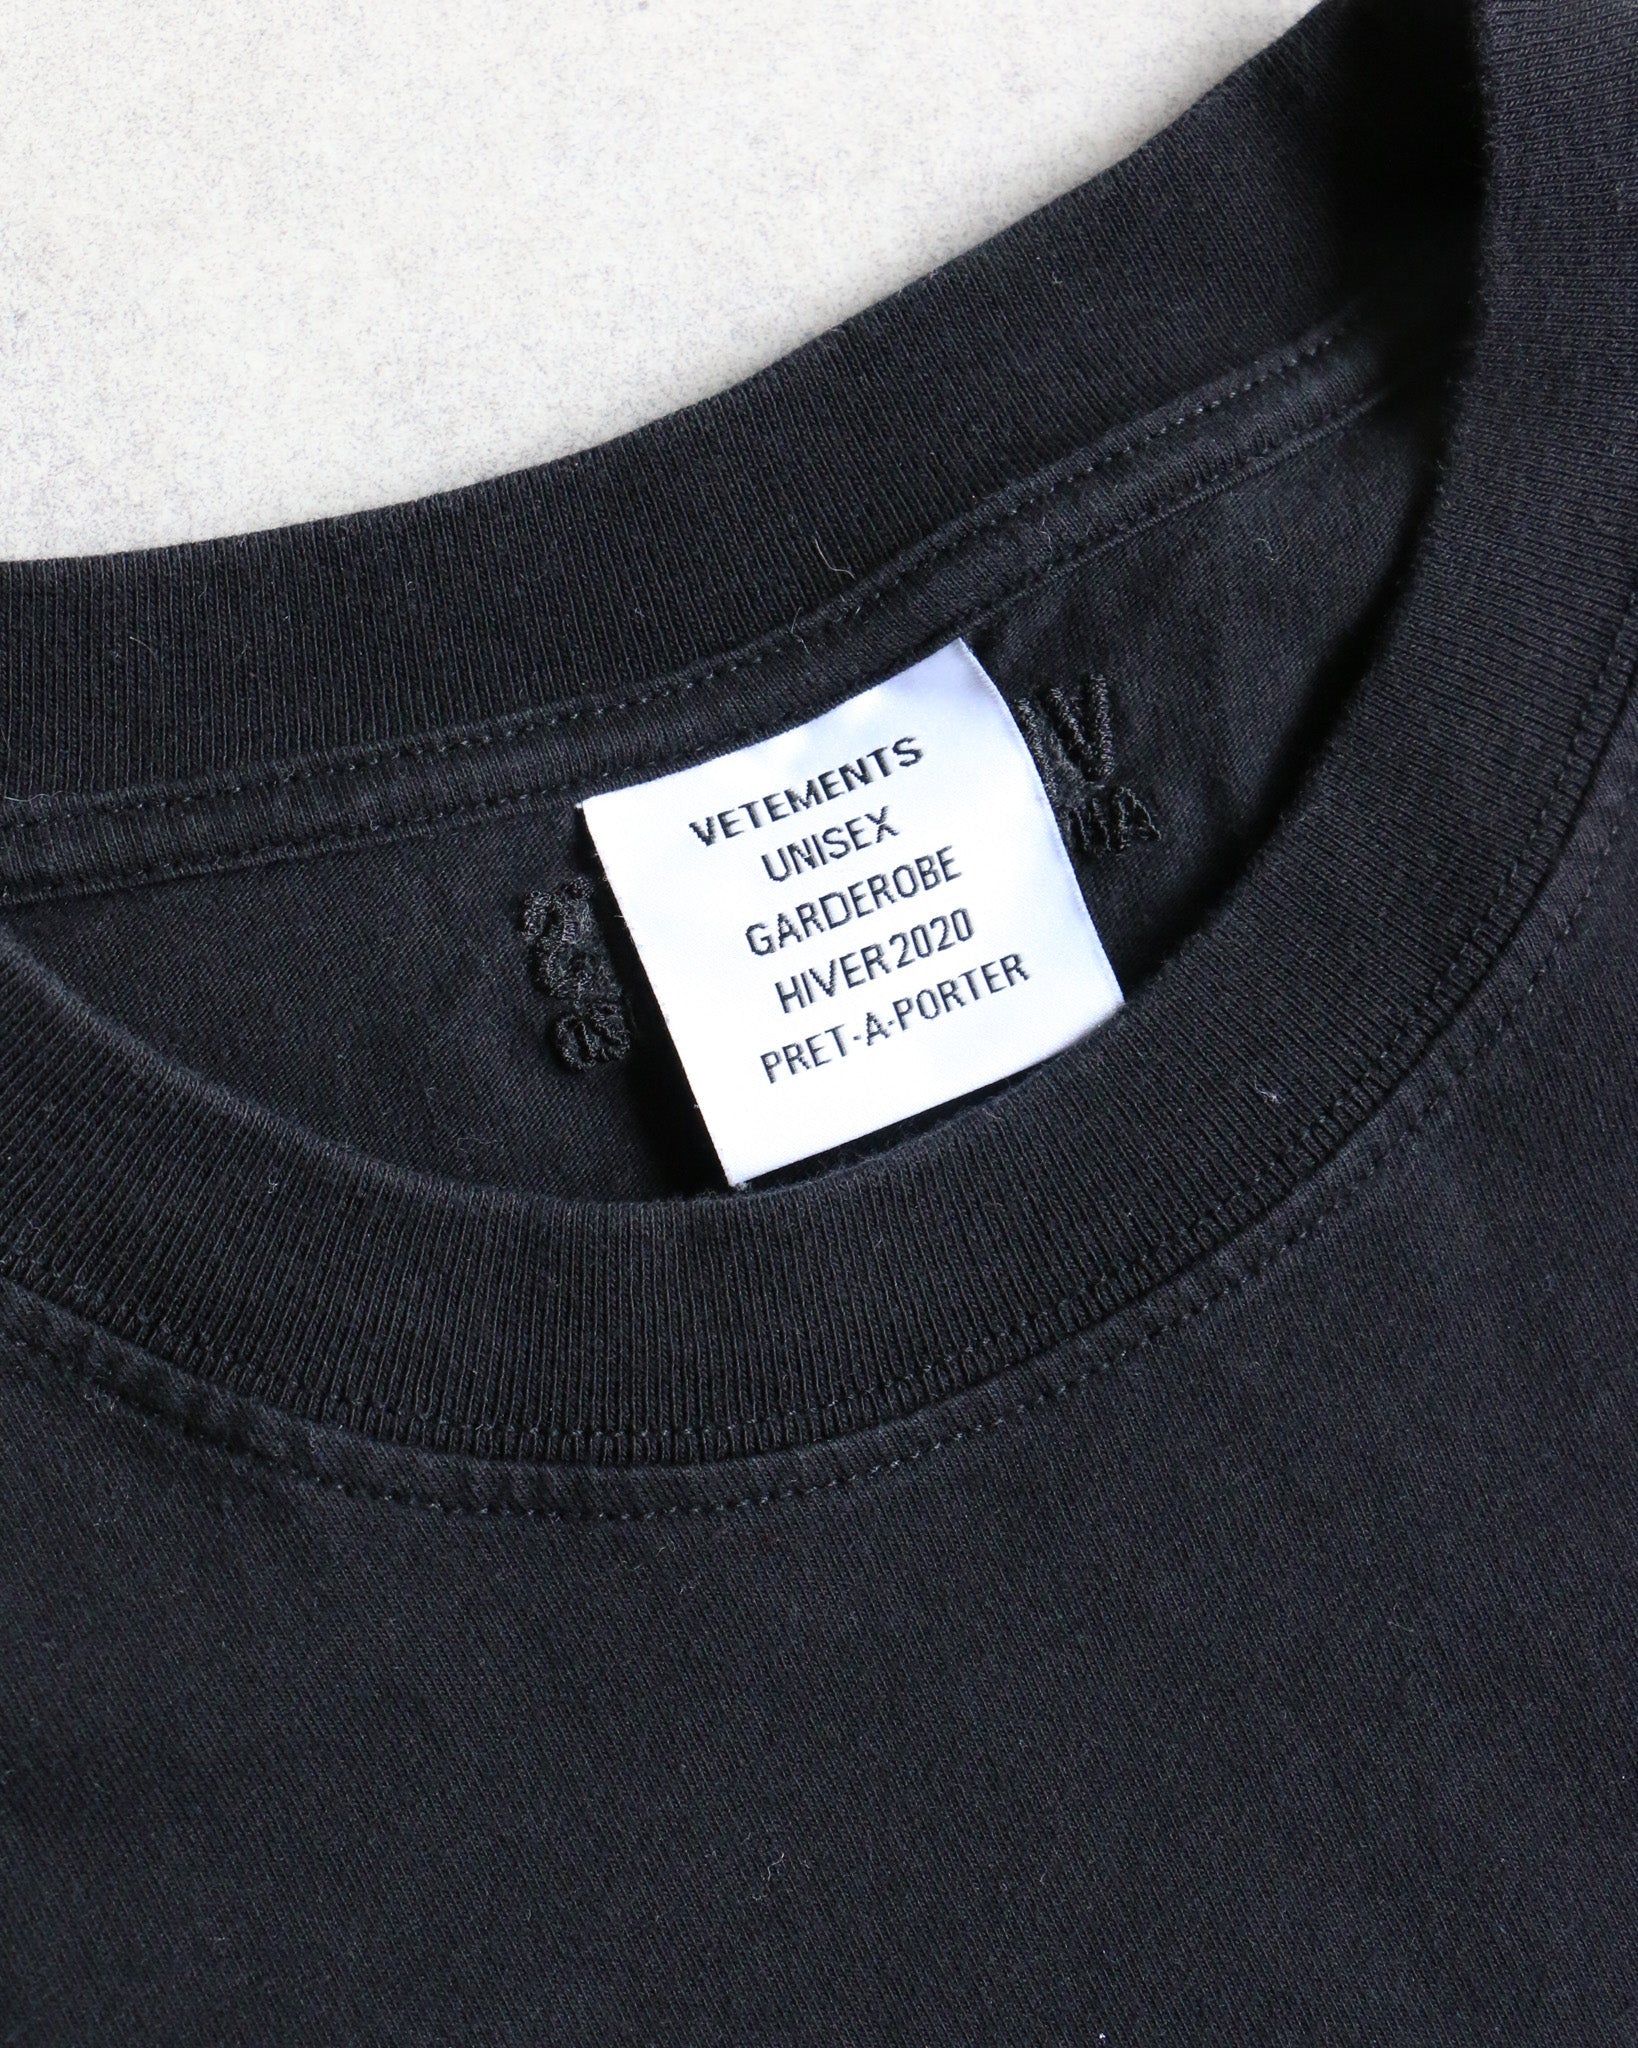 VETEMENTS
UNISEX
GARDEROBE
HIVER 2020
PRET-A-PORTER